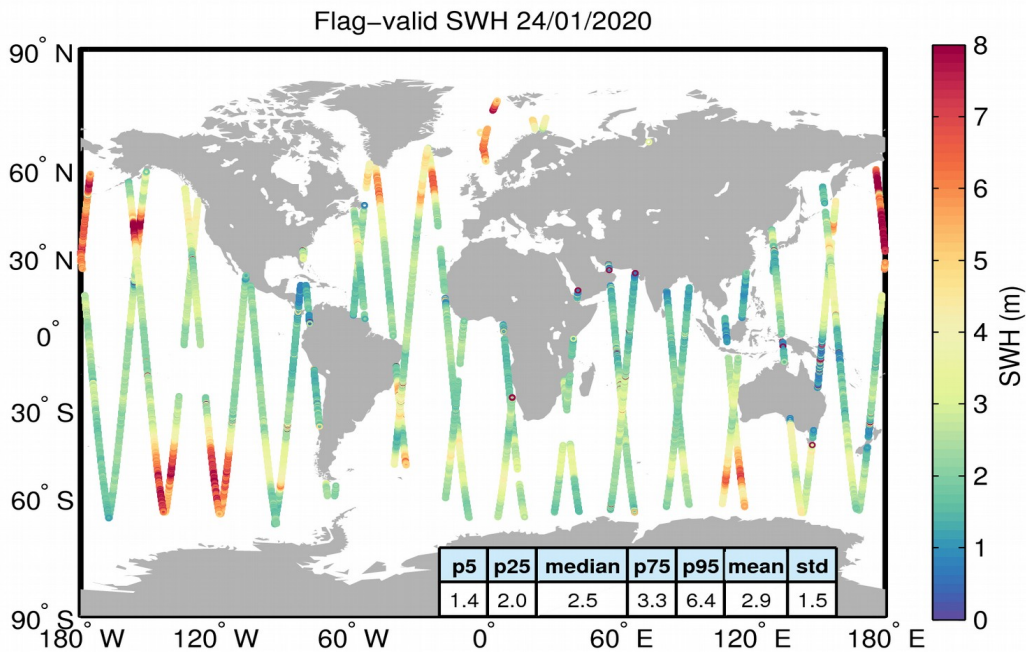 Flag−valid SWH 24/01/2020
90° N
60° N
30° N
0°
30° S
60° S
90° S
180° W
120° W
60° W
0°
60° E
120° E
180° E
p5 p25 median p75 p95 mean std
1.4 2.0 2.5 3.3 6.4 2.9 1.5
8
7
6
5
4
3
2
1
0
SWH (m)